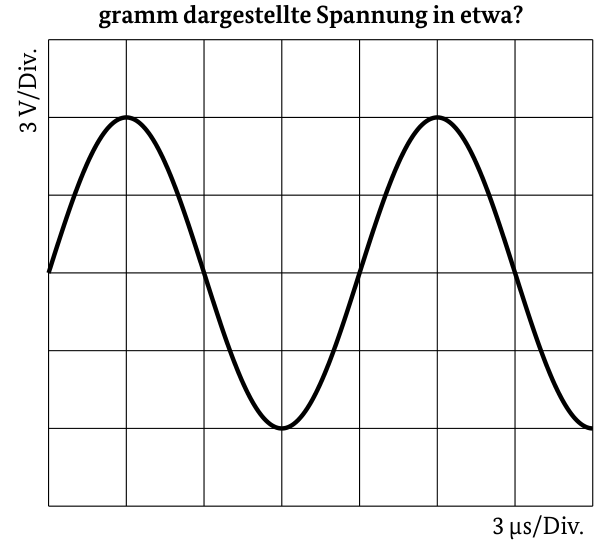 gramm dargestellte Spannung in etwa?
3 V/Div.
3 µs/Div.